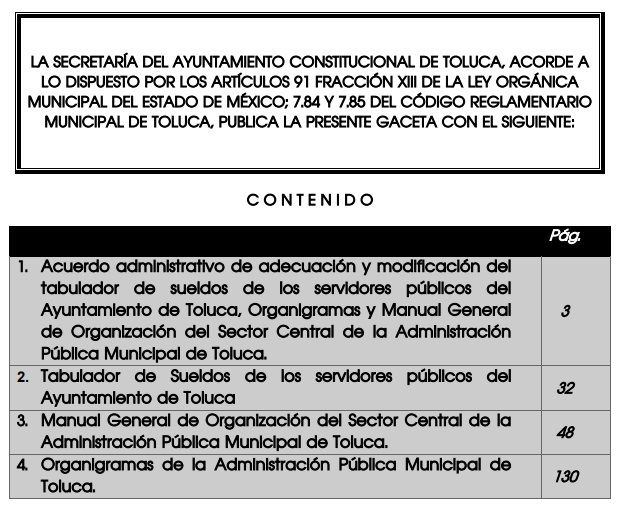 LA SECRETARÍA DEL AYUNTAMIENTO CONSTITUCIONAL DE TOLUCA, ACORDE A
LO DISPUESTO POR LOS ARTÍCULOS 91 FRACCIÓN XIII DE LA LEY ORGÁNICA
MUNICIPAL DEL ESTADO DE MÉXICO; 7.84 Y 7.85 DEL CÓDIGO REGLAMENTARIO
MUNICIPAL DE TOLUCA, PUBLICA LA PRESENTE GACETA CON EL SIGUIENTE:
CONTENIDO
Pág.
1. Acuerdo administrativo de adecuación y modificación del
tabulador de sueldos de los servidores públicos del
Ayuntamiento de Toluca, Organigramas y Manual General
de Organización del Sector Central de la Administración
Pública Municipal de Toluca.
3
2. Tabulador de Sueldos de los servidores públicos del
Ayuntamiento de Toluca
32
3. Manual General de Organización del Sector Central de la
Administración Pública Municipal de Toluca.
48
4. Organigramas de la Administración Pública Municipal de
Toluca.
130